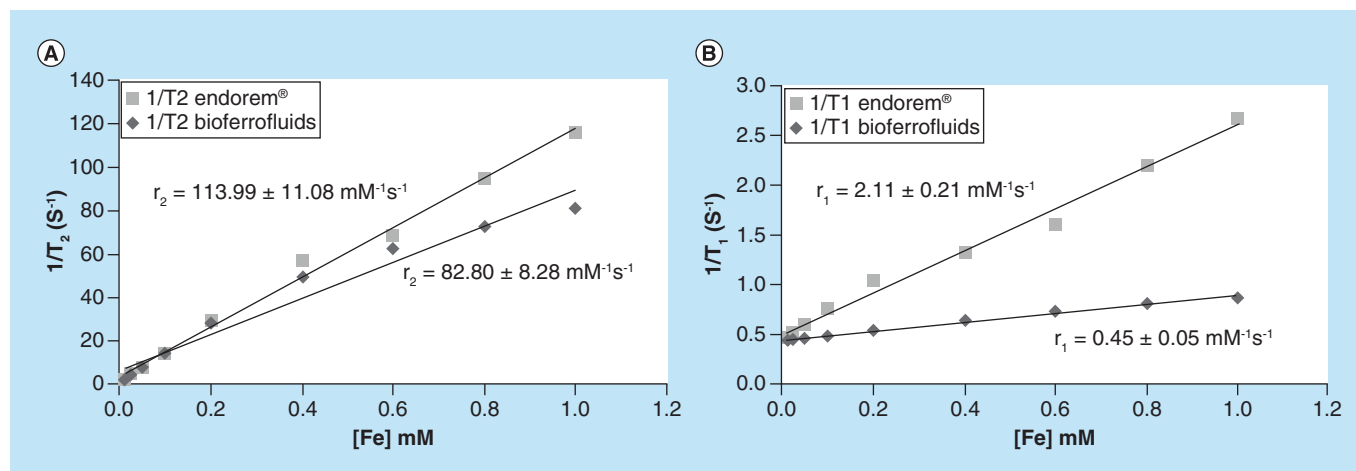 A
140
120
100
80
60
40
20
0
1/T₂ (S⁻¹)
1/T2 endorem®
1/T2 bioferrofluids
r₂ = 113.99 ± 11.08 mM⁻¹s⁻¹
r₂ = 82.80 ± 8.28 mM⁻¹s⁻¹
0.0 0.2 0.4 0.6 0.8 1.0 1.2
[Fe] mM
B
3.0
2.5
2.0
1.5
1.0
0.5
0.0
1/T₁ (S⁻¹)
1/T1 endorem®
1/T1 bioferrofluids
r₁ = 2.11 ± 0.21 mM⁻¹s⁻¹
r₁ = 0.45 ± 0.05 mM⁻¹s⁻¹
0.0 0.2 0.4 0.6 0.8 1.0 1.2
[Fe] mM